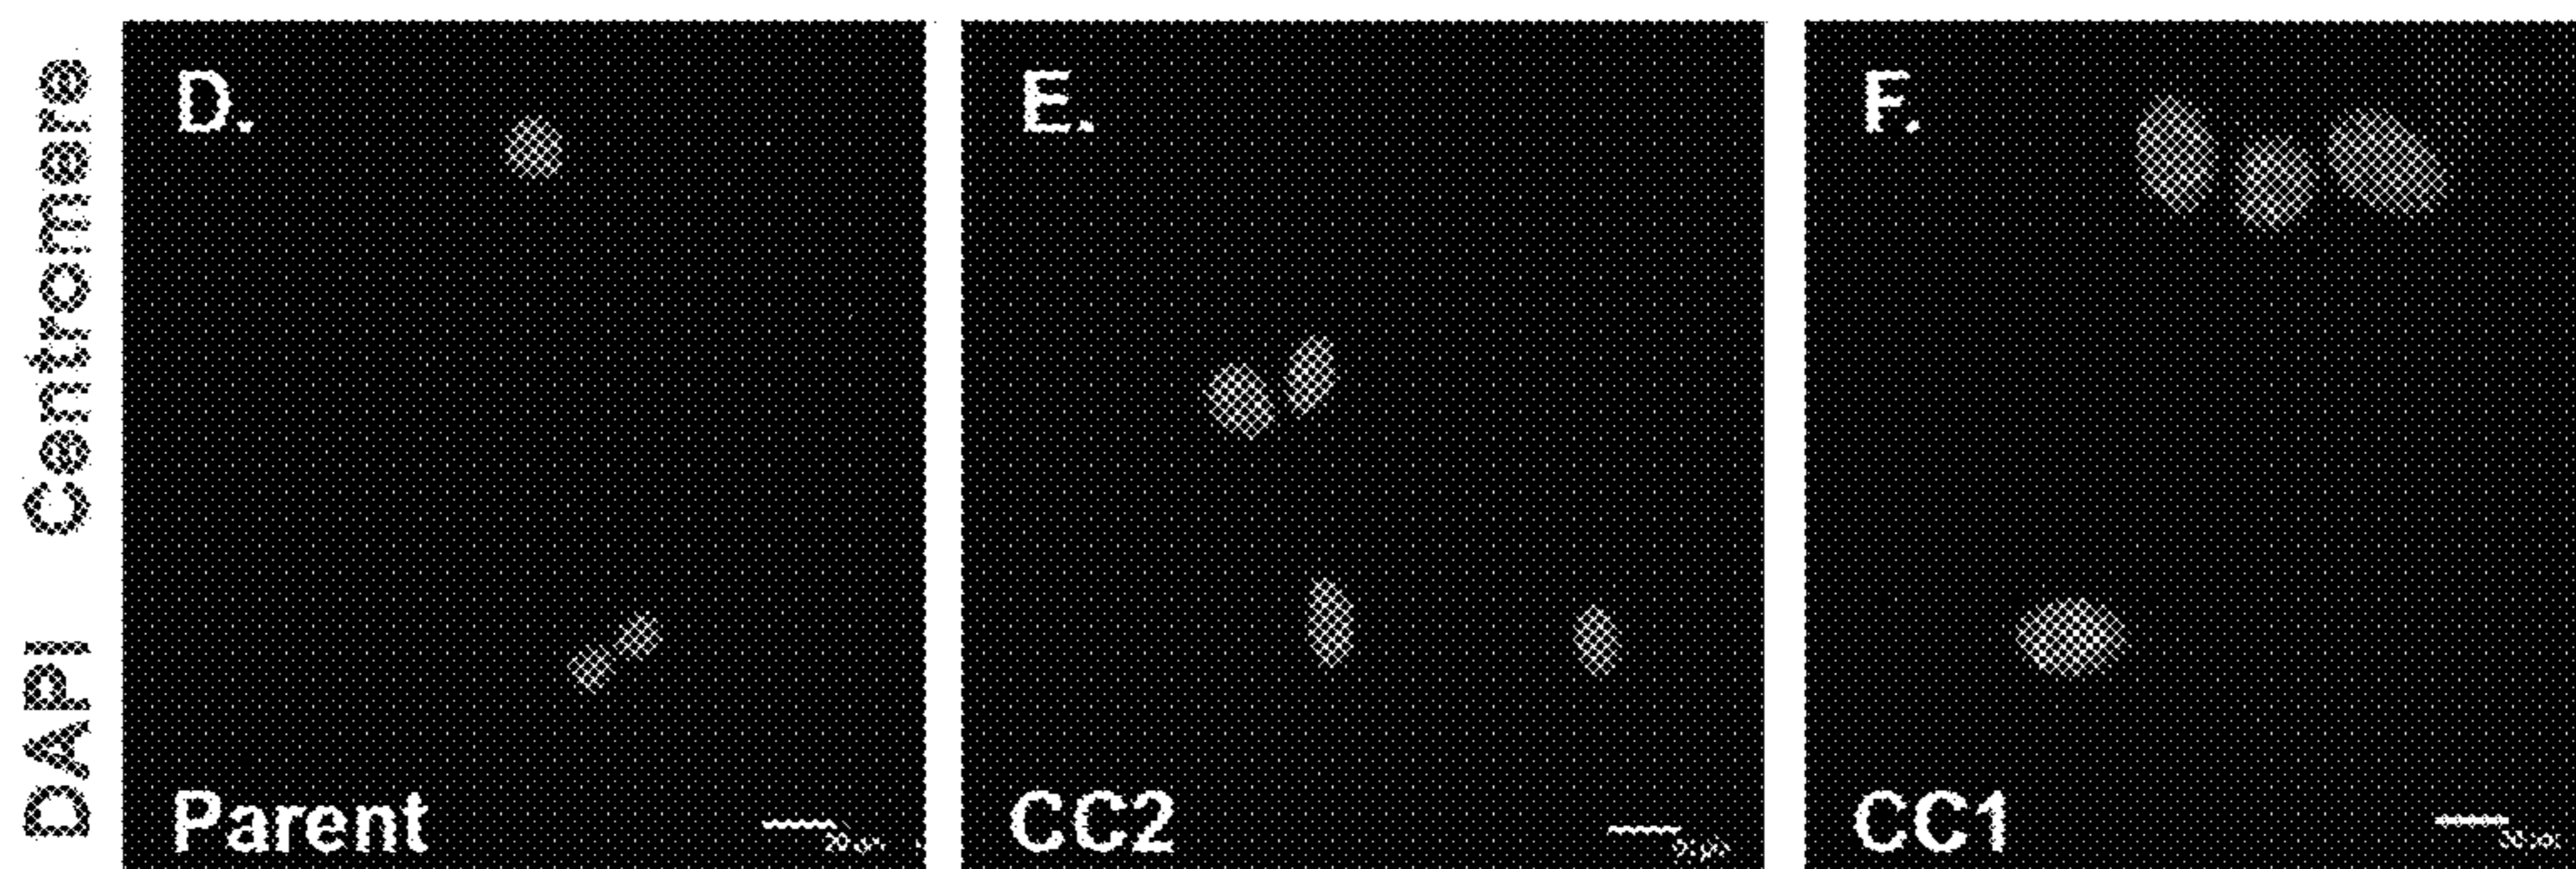 DAPI Centromere
D.
E.
F.
Parent
CC2
CC1